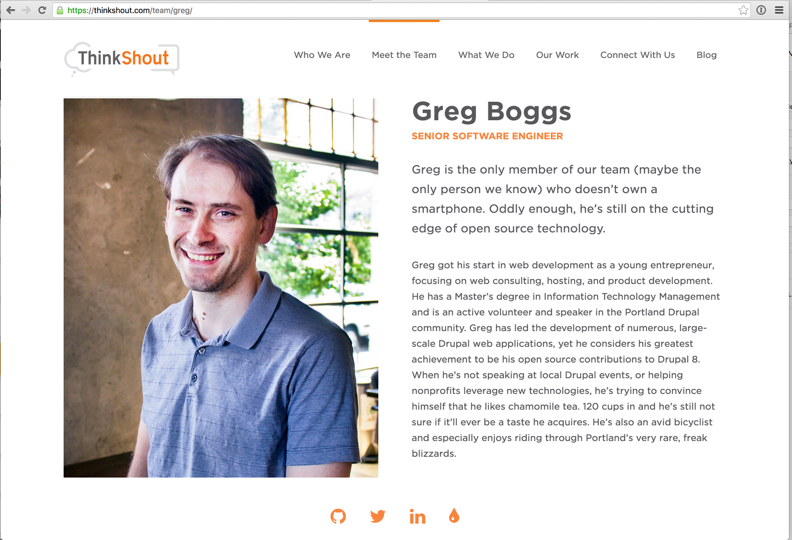 https://thinkshout.com/team/greg/
ThinkShout
Who We Are Meet the Team What We Do Our Work Connect With Us Blog
Greg Boggs
SENIOR SOFTWARE ENGINEER
Greg is the only member of our team (maybe the
only person we know) who doesn't own a
smartphone. Oddly enough, he's still on the cutting
edge of open source technology.
Greg got his start in web development as a young entrepreneur,
focusing on web consulting, hosting, and product development.
He has a Master's degree in Information Technology Management
and is an active volunteer and speaker in the Portland Drupal
community. Greg has led the development of numerous, large-
scale Drupal web applications, yet he considers his greatest
achievement to be his open source contributions to Drupal 8.
When he's not speaking at local Drupal events, or helping
nonprofits leverage new technologies, he's trying to convince
himself that he likes chamomile tea. 120 cups in and he's still not
sure if it'll ever be a taste he acquires. He's also an avid bicyclist
and especially enjoys riding through Portland's very rare, freak
blizzards.
in